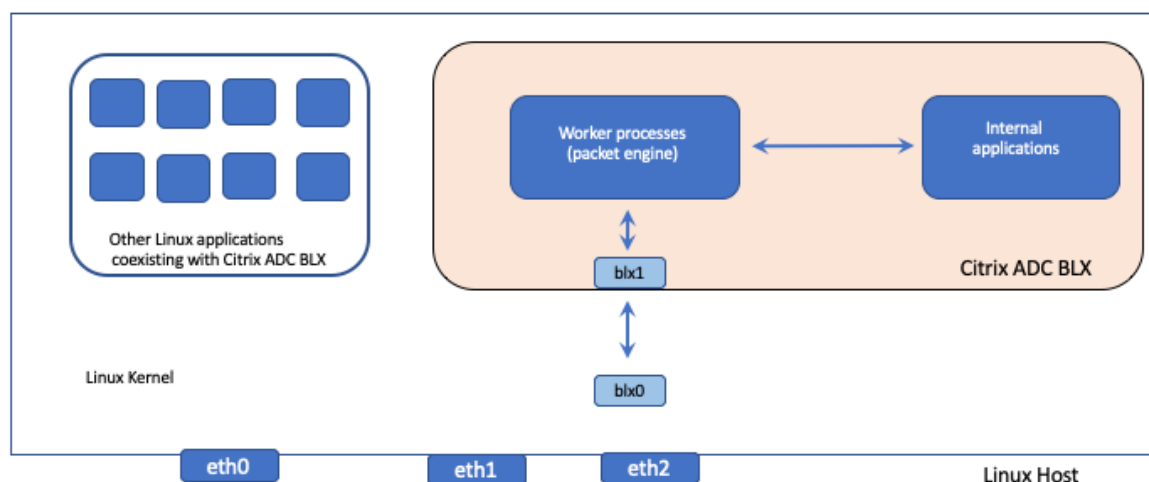 Worker processes
(packet engine)
Internal
applications
Other Linux applications
coexisting with Citrix ADC BLX
blx1
Citrix ADC BLX
Linux Kernel
blx0
eth0
eth1
eth2
Linux Host